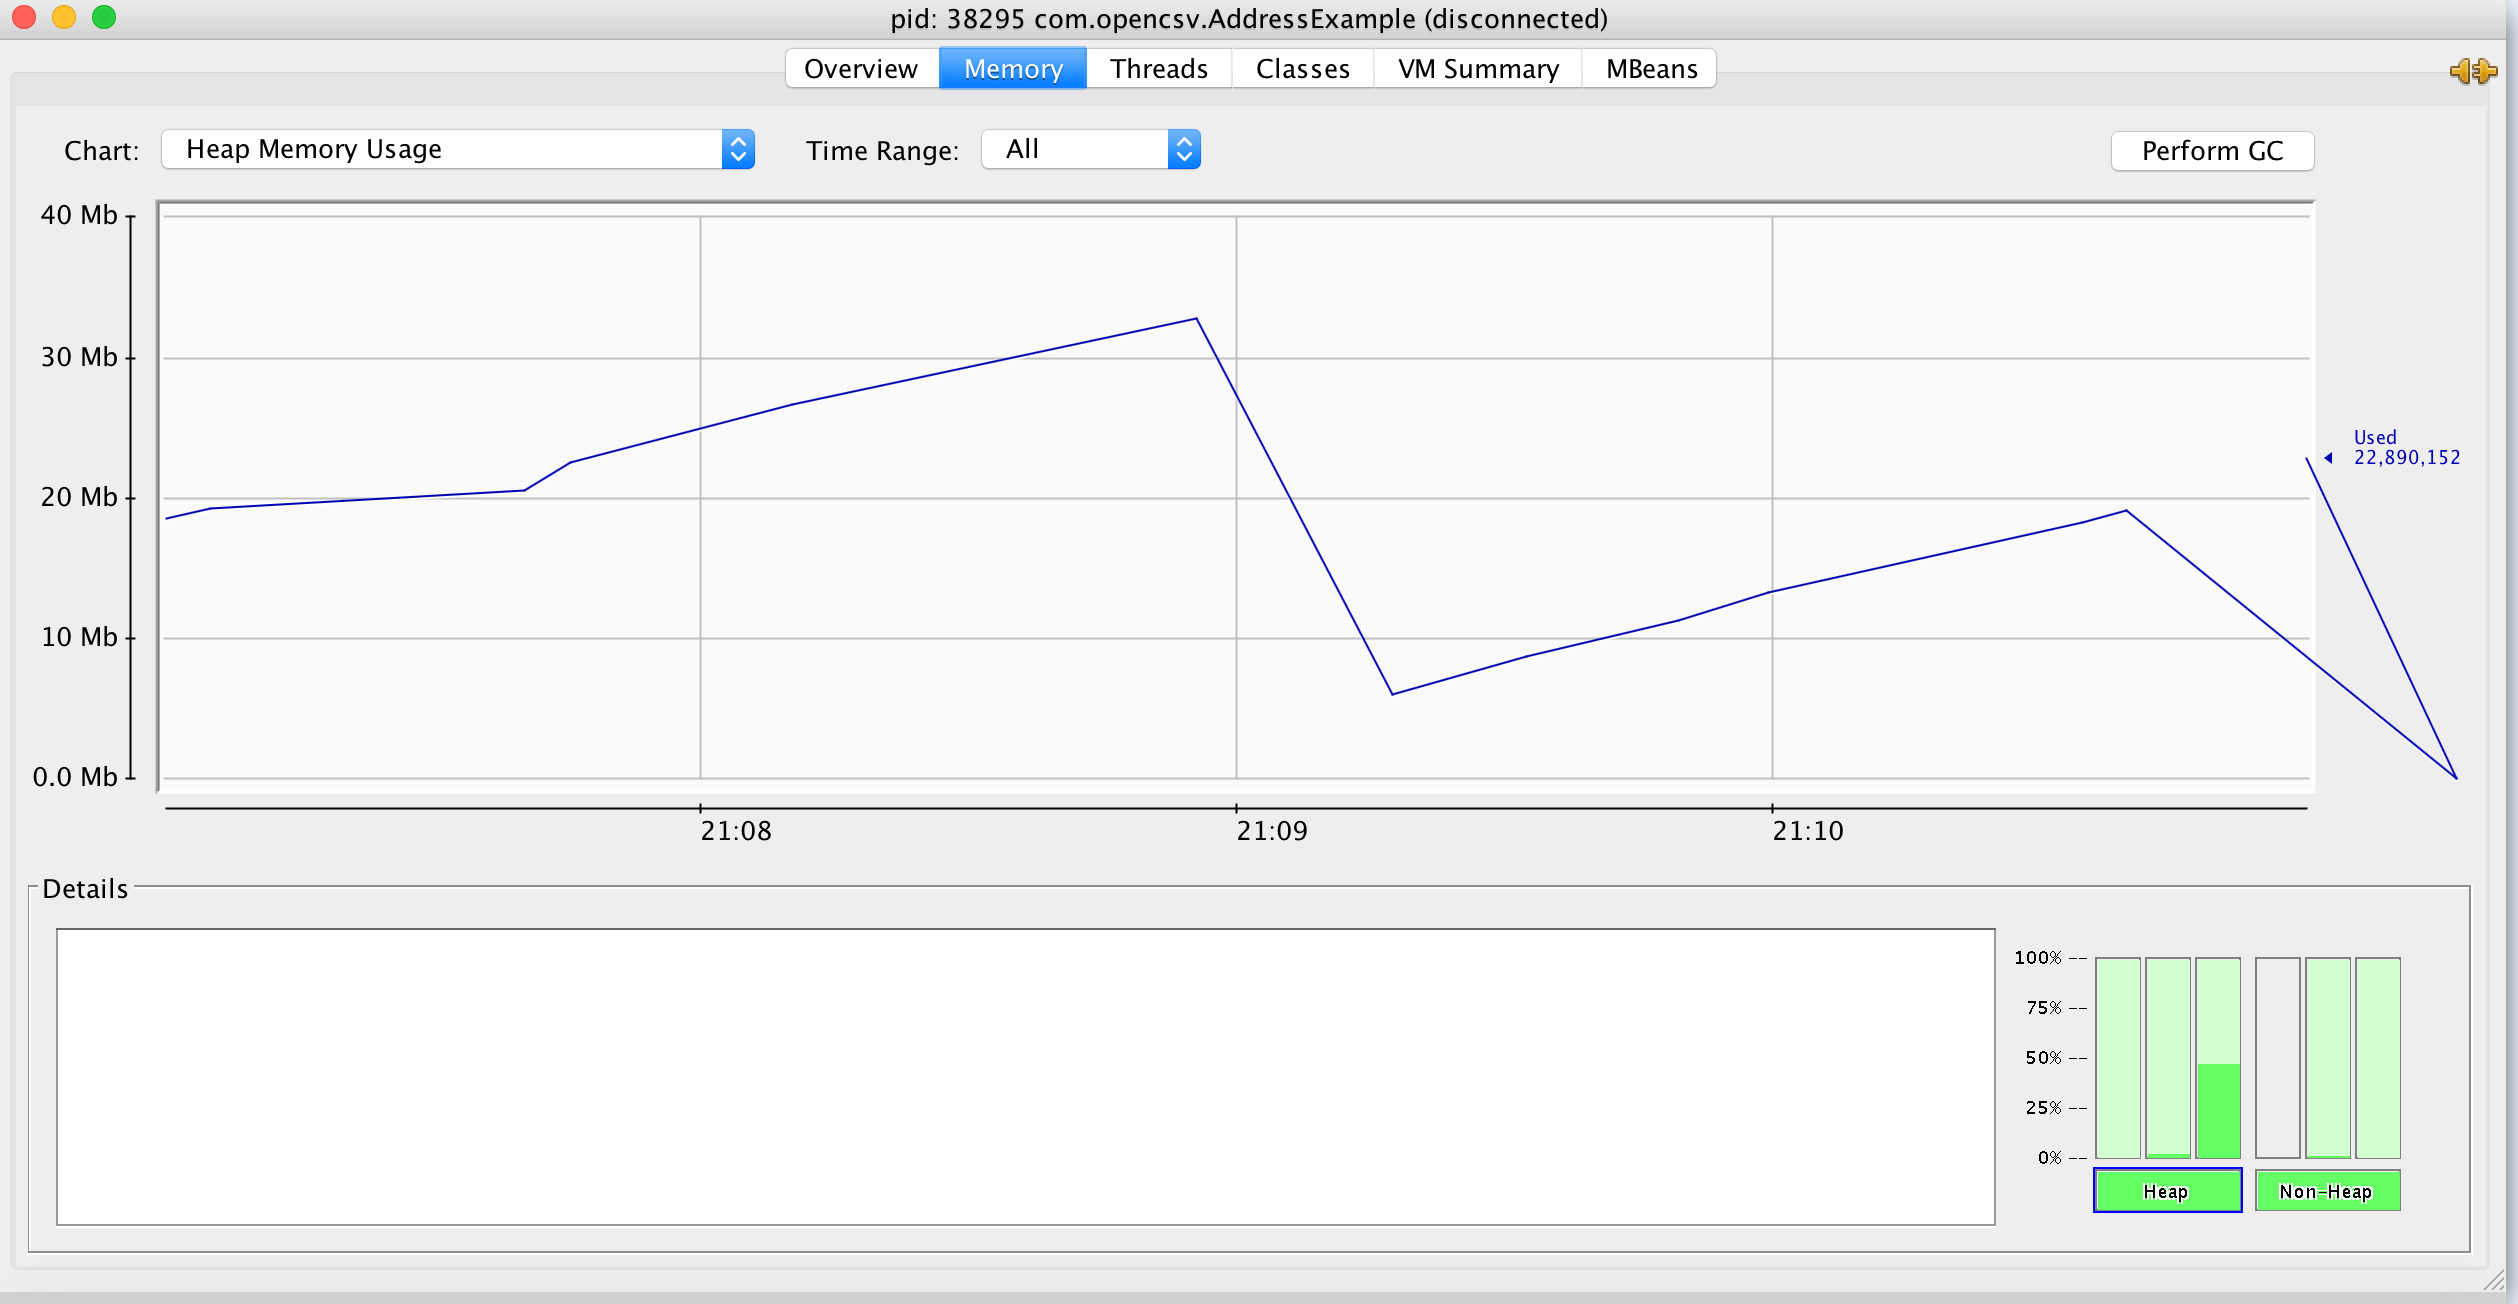 pid: 38295 com.opencsv.AddressExample (disconnected)
Overview Memory Threads Classes VM Summary MBeans
Chart: Heap Memory Usage Time Range: All Perform GC
40 Mb
30 Mb
20 Mb
10 Mb
0.0 Mb
Used
22,890,152
21:08 21:09 21:10
Details
100% --
75% --
50% --
25% --
0% --
Heap Non-Heap